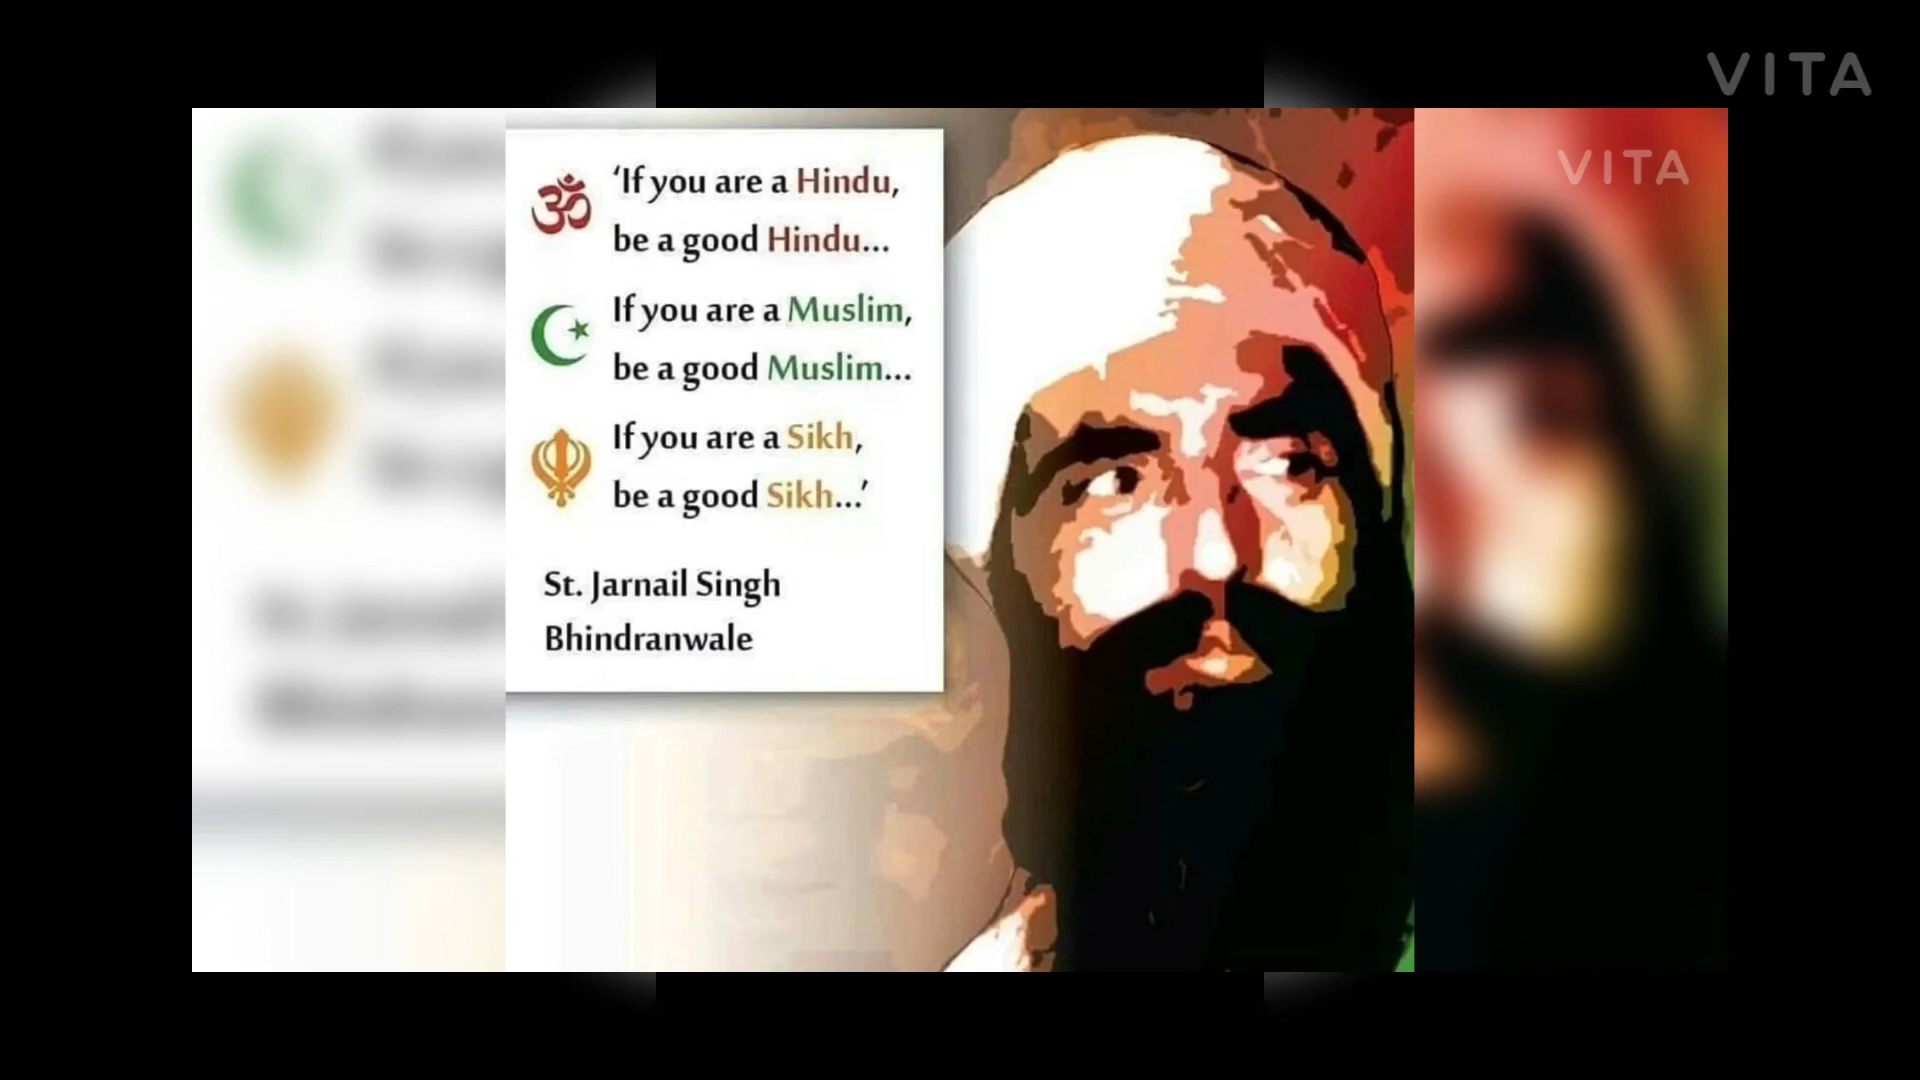 VITA
VITA
‘If you are a Hindu,
be a good Hindu...
If you are a Muslim,
be a good Muslim...
If you are a Sikh,
be a good Sikh...’
St. Jarnail Singh
Bhindranwale